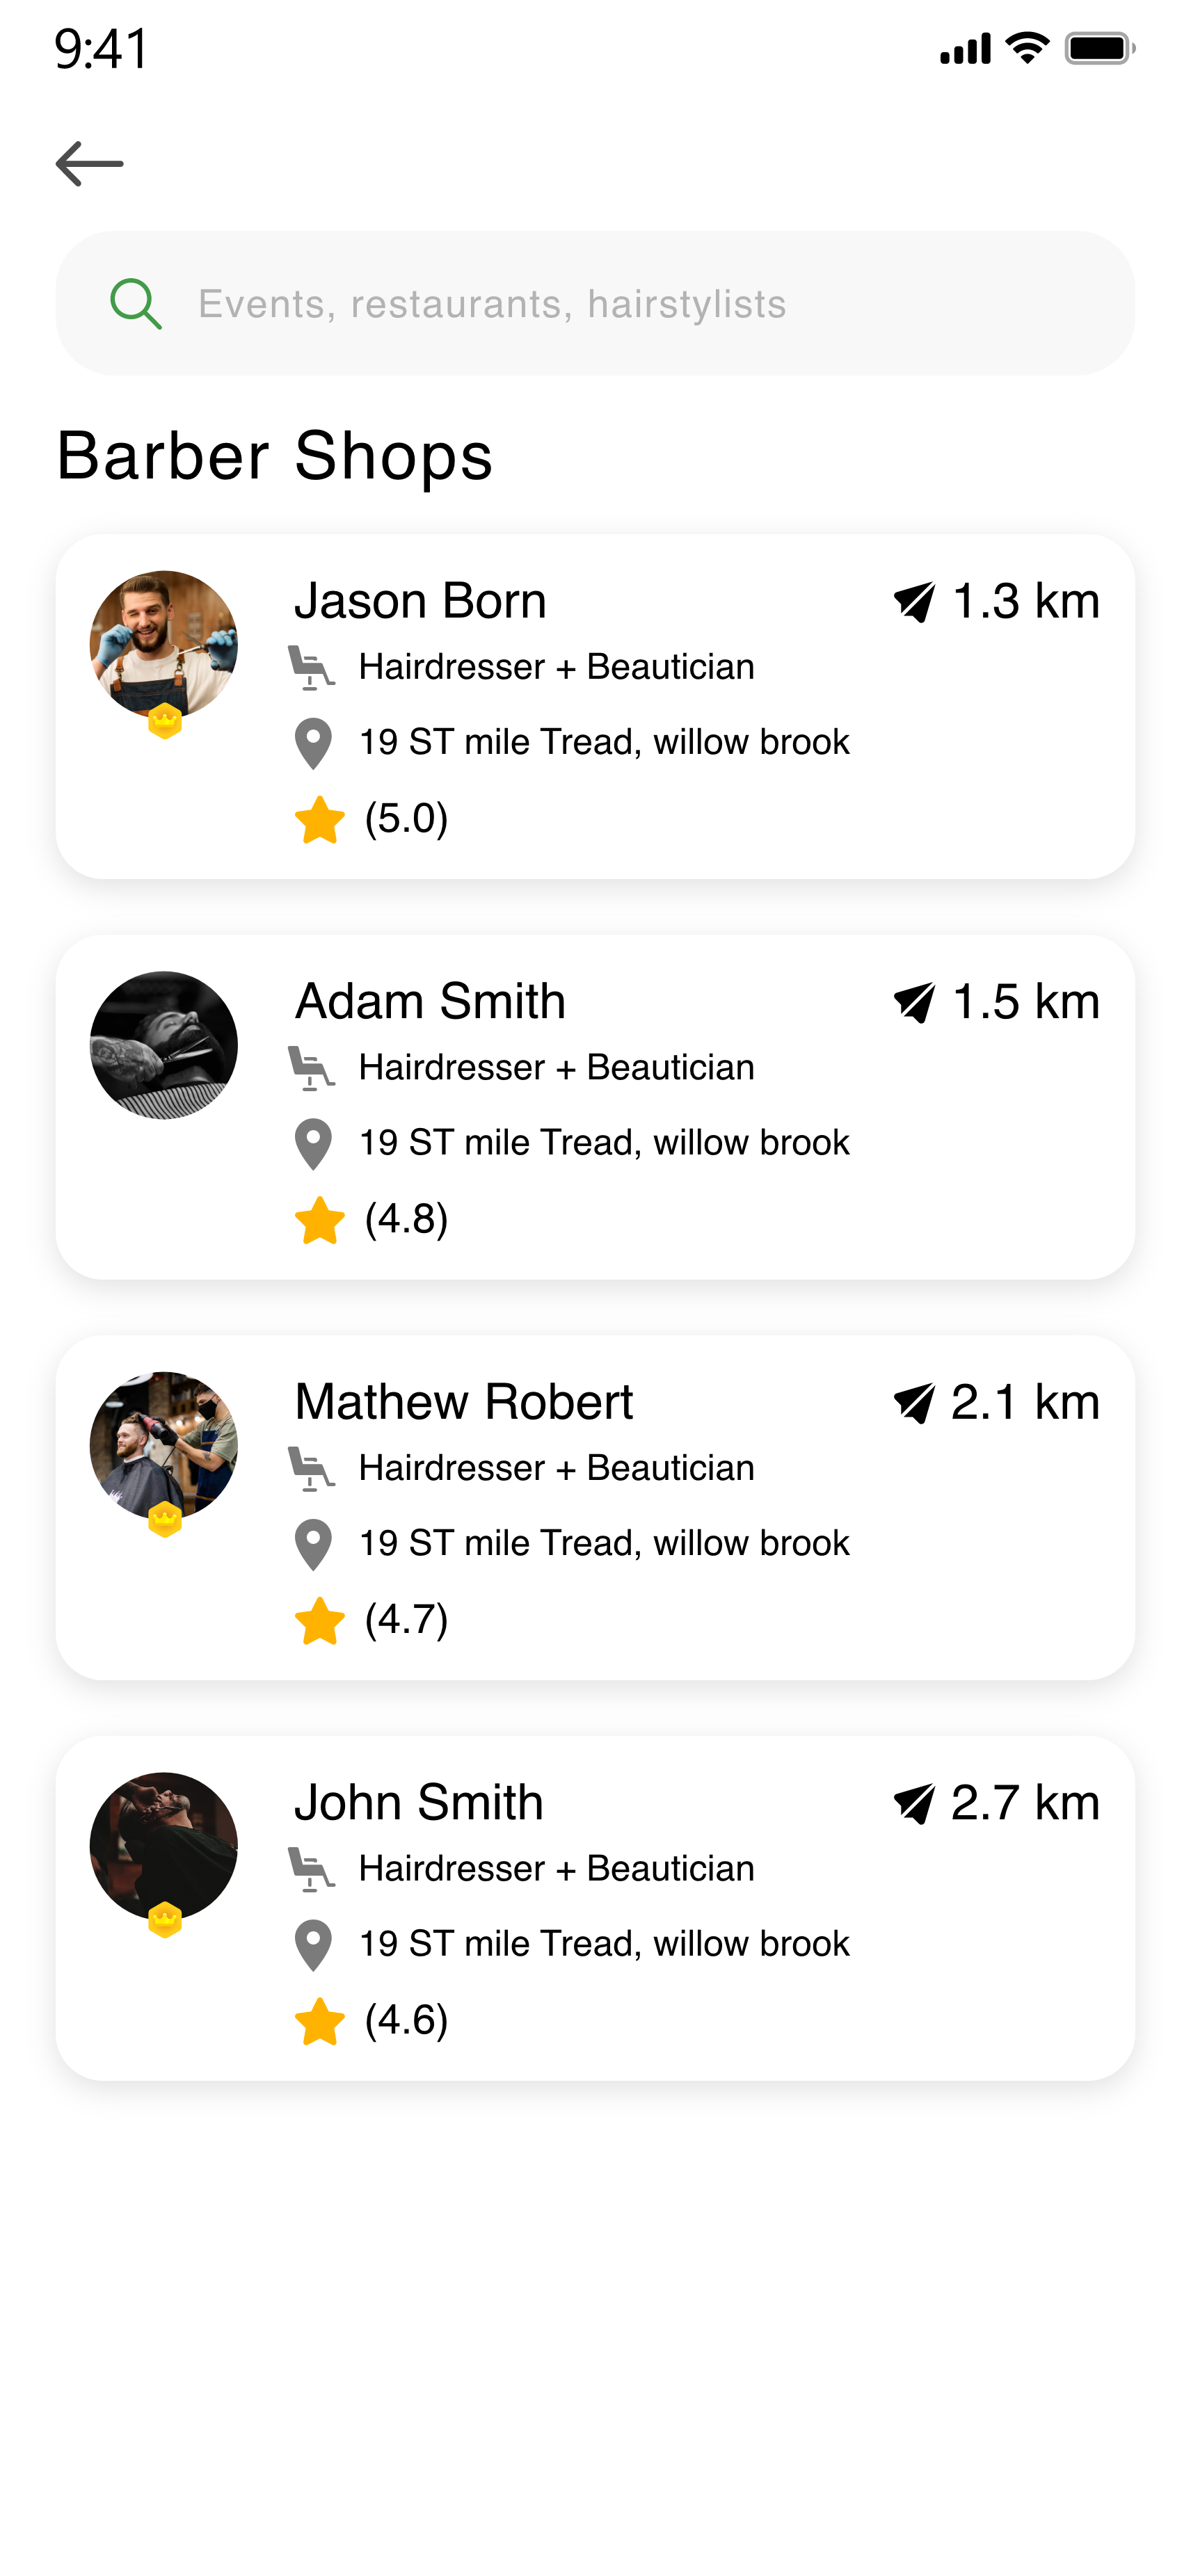 9:41
Events, restaurants, hairstylists
Barber Shops
Jason Born
1.3 km
Hairdresser + Beautician
19 ST mile Tread, willow brook
(5.0)
Adam Smith
1.5 km
Hairdresser + Beautician
19 ST mile Tread, willow brook
(4.8)
Mathew Robert
2.1 km
Hairdresser + Beautician
19 ST mile Tread, willow brook
(4.7)
John Smith
2.7 km
Hairdresser + Beautician
19 ST mile Tread, willow brook
(4.6)